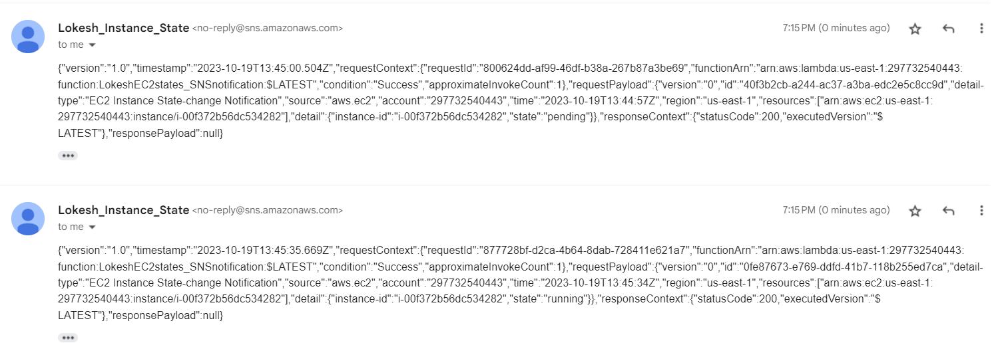 Lokesh_Instance_State <no-reply@sns.amazonaws.com> 7:15 PM (0 minutes ago)
to me
{"version":"1.0","timestamp":"2023-10-19T13:45:00.504Z","requestContext":{"requestId":"800624dd-af99-46df-b38a-267b87a3be69","functionArn":"arn:aws:lambda:us-east-1:297732540443:
function:LokeshEC2states_SNSnotification:$LATEST","condition":"Success","approximateInvokeCount":1},"requestPayload":{"version":"0","id":"40f3b2cb-a244-ac37-a3ba-edc2e5c8cc9d","detail-
type":"EC2 Instance State-change Notification","source":"aws.ec2","account":"297732540443","time":"2023-10-19T13:44:57Z","region":"us-east-1","resources":["arn:aws:ec2:us-east-1:
297732540443:instance/i-00f372b56dc534282"],"detail":{"instance-id":"i-00f372b56dc534282","state":"pending"}},"responseContext":{"statusCode":200,"executedVersion":"$
LATEST"},"responsePayload":null}
Lokesh_Instance_State <no-reply@sns.amazonaws.com> 7:15 PM (0 minutes ago)
to me
{"version":"1.0","timestamp":"2023-10-19T13:45:35.669Z","requestContext":{"requestId":"877728bf-d2ca-4b64-8dab-728411e621a7","functionArn":"arn:aws:lambda:us-east-1:297732540443:
function:LokeshEC2states_SNSnotification:$LATEST","condition":"Success","approximateInvokeCount":1},"requestPayload":{"version":"0","id":"0fe87673-e769-ddfd-41b7-118b255ed7ca","detail-
type":"EC2 Instance State-change Notification","source":"aws.ec2","account":"297732540443","time":"2023-10-19T13:45:34Z","region":"us-east-1","resources":["arn:aws:ec2:us-east-1:
297732540443:instance/i-00f372b56dc534282"],"detail":{"instance-id":"i-00f372b56dc534282","state":"running"}},"responseContext":{"statusCode":200,"executedVersion":"$
LATEST"},"responsePayload":null}